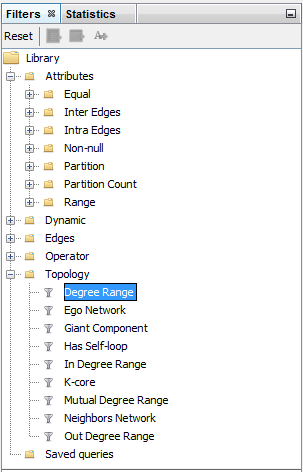 Filters Statistics
Reset
Library
Attributes
Equal
Inter Edges
Intra Edges
Non-null
Partition
Partition Count
Range
Dynamic
Edges
Operator
Topology
Degree Range
Ego Network
Giant Component
Has Self-loop
In Degree Range
K-core
Mutual Degree Range
Neighbors Network
Out Degree Range
Saved queries